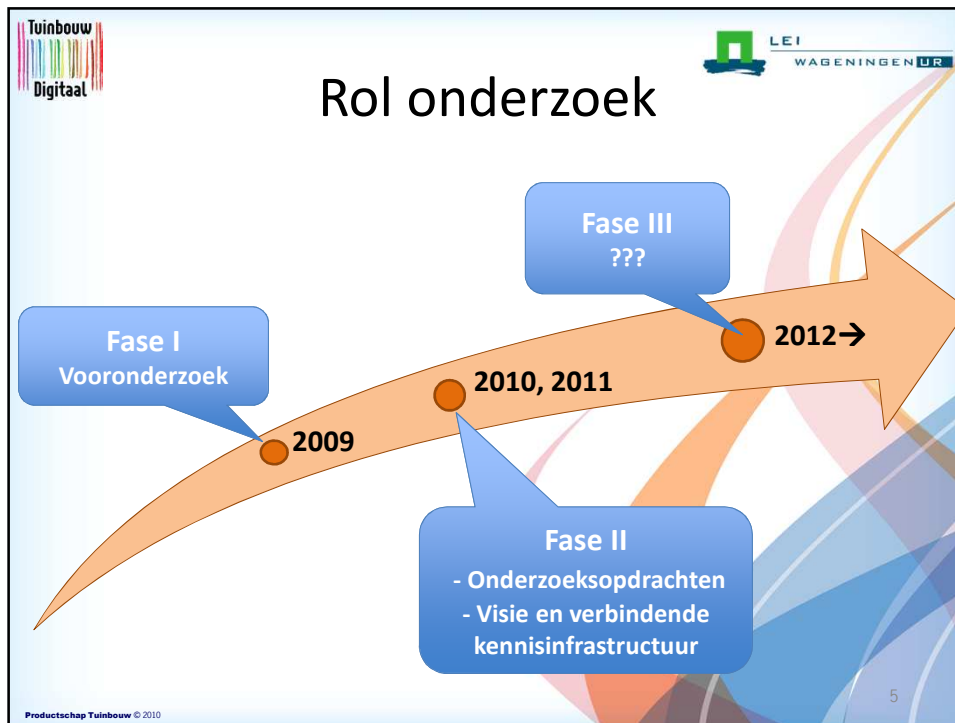 Tuinbouw
Digitaal
LEI
WAGENINGEN UR
Rol onderzoek
Fase III
???
Fase I
Vooronderzoek
2012→
2010, 2011
2009
Fase II
- Onderzoeksopdrachten
- Visie en verbindende
kennisinfrastructuur
5
Productschap Tuinbouw © 2010